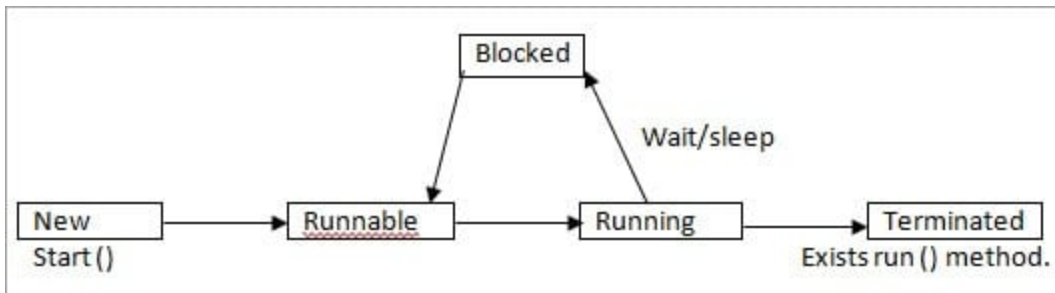 Blocked
Wait/sleep
New
Runnable
Running
Terminated
Start ()
Exists run () method.